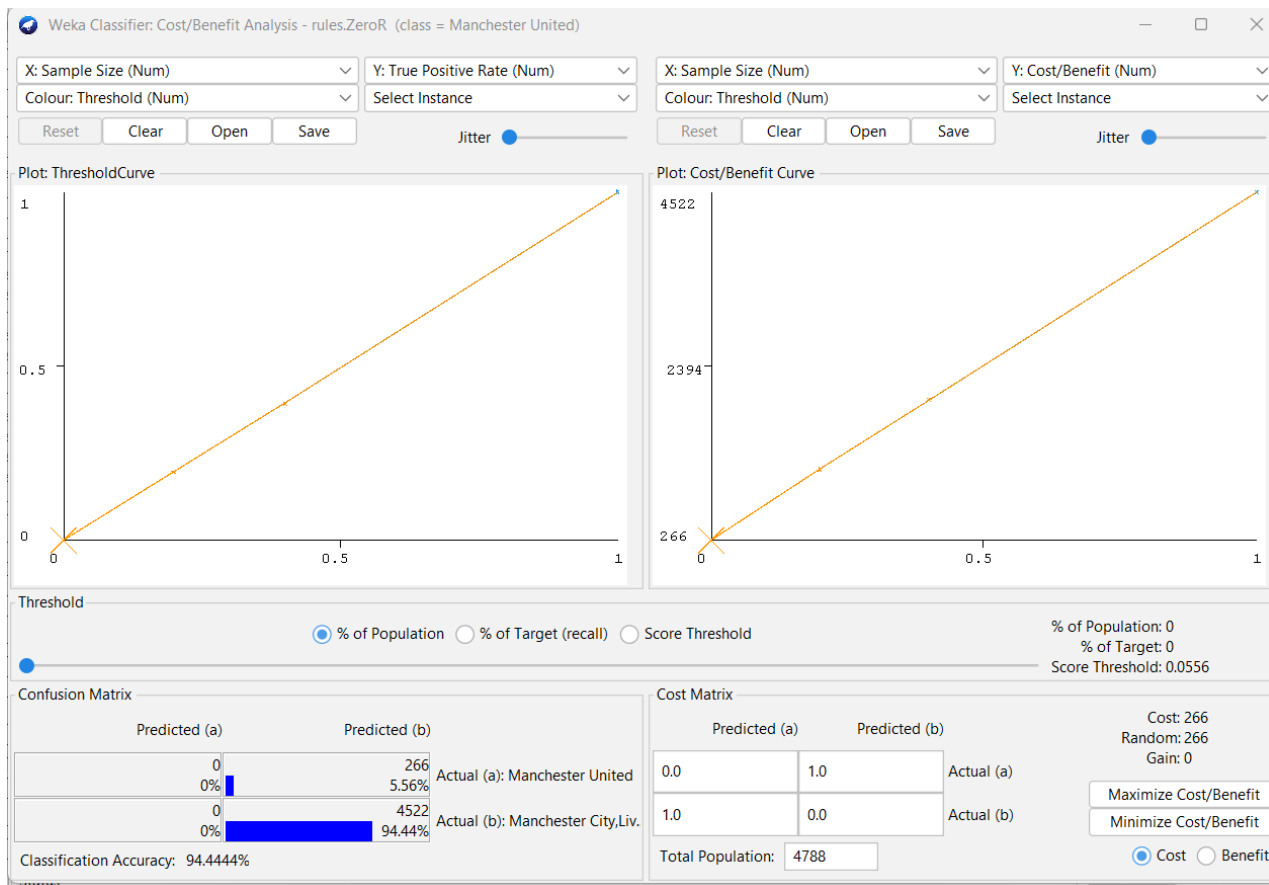 Weka Classifier: Cost/Benefit Analysis - rules.ZeroR (class = Manchester United)
X: Sample Size (Num) Y: True Positive Rate (Num) X: Sample Size (Num) Y: Cost/Benefit (Num)
Colour: Threshold (Num) Select Instance Colour: Threshold (Num) Select Instance
Reset Clear Open Save Jitter Reset Clear Open Save Jitter
Plot: ThresholdCurve
1
0.5
0
0 0.5 1
Plot: Cost/Benefit Curve
4522
2394
266
0 0.5 1
Threshold
% of Population % of Target (recall) Score Threshold
% of Population: 0
% of Target: 0
Score Threshold: 0.0556
Confusion Matrix
Predicted (a) Predicted (b)
0 266
0% 5.56% Actual (a): Manchester United
0 4522
0% 94.44% Actual (b): Manchester City,Liv.
Classification Accuracy: 94.4444%
Cost Matrix
Predicted (a) Predicted (b)
0.0 1.0 Actual (a)
1.0 0.0 Actual (b)
Total Population: 4788
Cost: 266
Random: 266
Gain: 0
Maximize Cost/Benefit
Minimize Cost/Benefit
Cost Benefit